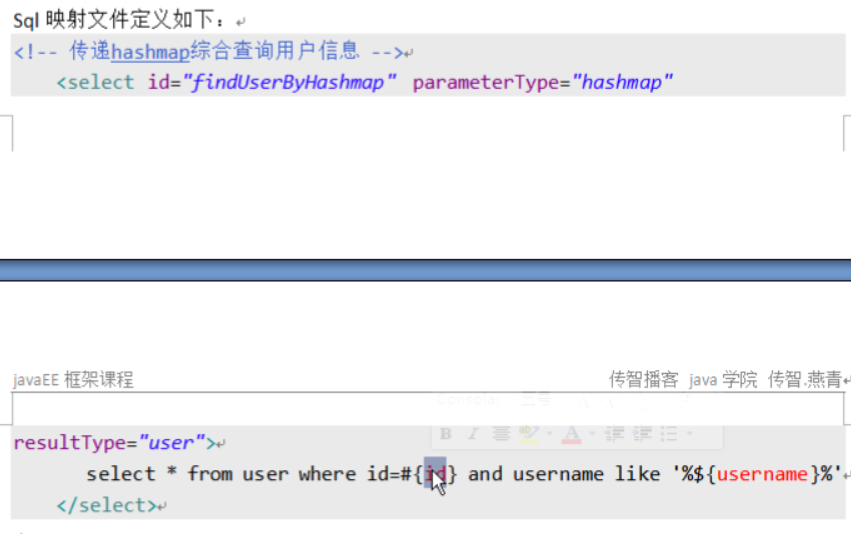 Sql 映射文件定义如下：
<!-- 传递hashmap综合查询用户信息 -->
<select id="findUserByHashmap" parameterType="hashmap"
javaEE 框架课程 传智播客 java 学院 传智.燕青
resultType="user">
select * from user where id=#{id} and username like '%${username}%'
</select>